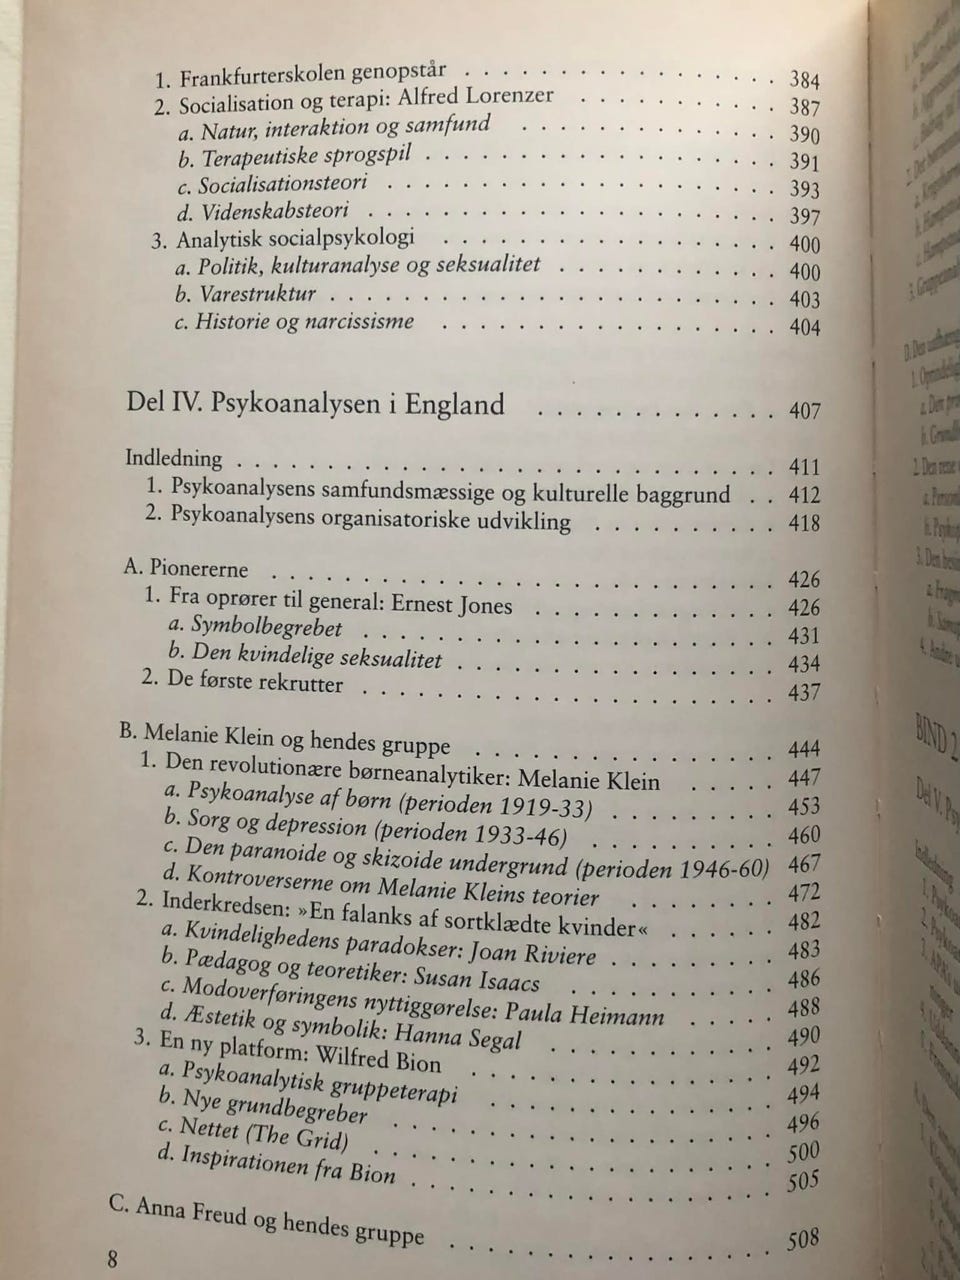 1. Frankfurterskolen genopstår . . . . . . . . . . . . . . . . . 384
2. Socialisation og terapi: Alfred Lorenzer . . . . . . . . . . . 387
a. Natur, interaktion og samfund . . . . . . . . . . . . . . 390
b. Terapeutiske sprogspil . . . . . . . . . . . . . . . . . . . 391
c. Socialisationsteori . . . . . . . . . . . . . . . . . . . . . 393
d. Videnskabsteori . . . . . . . . . . . . . . . . . . . . . . 397
3. Analytisk socialpsykologi . . . . . . . . . . . . . . . . . . 400
a. Politik, kulturanalyse og seksualitet . . . . . . . . . . . . 400
b. Varestruktur . . . . . . . . . . . . . . . . . . . . . . . . 403
c. Historie og narcissisme . . . . . . . . . . . . . . . . . . 404
Del IV. Psykoanalysen i England . . . . . . . . . . . . . 407
Indledning . . . . . . . . . . . . . . . . . . . . . . . . . . . . . 411
1. Psykoanalysens samfundsmæssige og kulturelle baggrund . . 412
2. Psykoanalysens organisatoriske udvikling . . . . . . . . . . 418
A. Pionererne . . . . . . . . . . . . . . . . . . . . . . . . . . . 426
1. Fra oprører til general: Ernest Jones . . . . . . . . . . . . . 426
a. Symbolbegrebet . . . . . . . . . . . . . . . . . . . . . . 431
b. Den kvindelige seksualitet . . . . . . . . . . . . . . . . . 434
2. De første rekrutter . . . . . . . . . . . . . . . . . . . . . . 437
B. Melanie Klein og hendes gruppe . . . . . . . . . . . . . . . . 444
1. Den revolutionære børneanalytiker: Melanie Klein . . . . . 447
a. Psykoanalyse af børn (perioden 1919-33) . . . . . . . . . 453
b. Sorg og depression (perioden 1933-46) . . . . . . . . . . 460
c. Den paranoide og skizoide undergrund (perioden 1946-60) 467
d. Kontroverserne om Melanie Kleins teorier . . . . . . . . 472
2. Inderkredsen: »En falanks af sortklædte kvinder« . . . . . . 482
a. Kvindelighedens paradokser: Joan Riviere . . . . . . . . . 483
b. Pædagog og teoretiker: Susan Isaacs . . . . . . . . . . . 486
c. Modoverføringens nyttiggørelse: Paula Heimann . . . . . 488
d. Æstetik og symbolik: Hanna Segal . . . . . . . . . . . . 490
3. En ny platform: Wilfred Bion . . . . . . . . . . . . . . . . 492
a. Psykoanalytisk gruppeterapi . . . . . . . . . . . . . . . 494
b. Nye grundbegreber . . . . . . . . . . . . . . . . . . . . 496
c. Nettet (The Grid) . . . . . . . . . . . . . . . . . . . . . 500
d. Inspirationen fra Bion . . . . . . . . . . . . . . . . . . . 505
C. Anna Freud og hendes gruppe . . . . . . . . . . . . . . . . . 508
8
BIND 2
Del V. Psy
Indledning